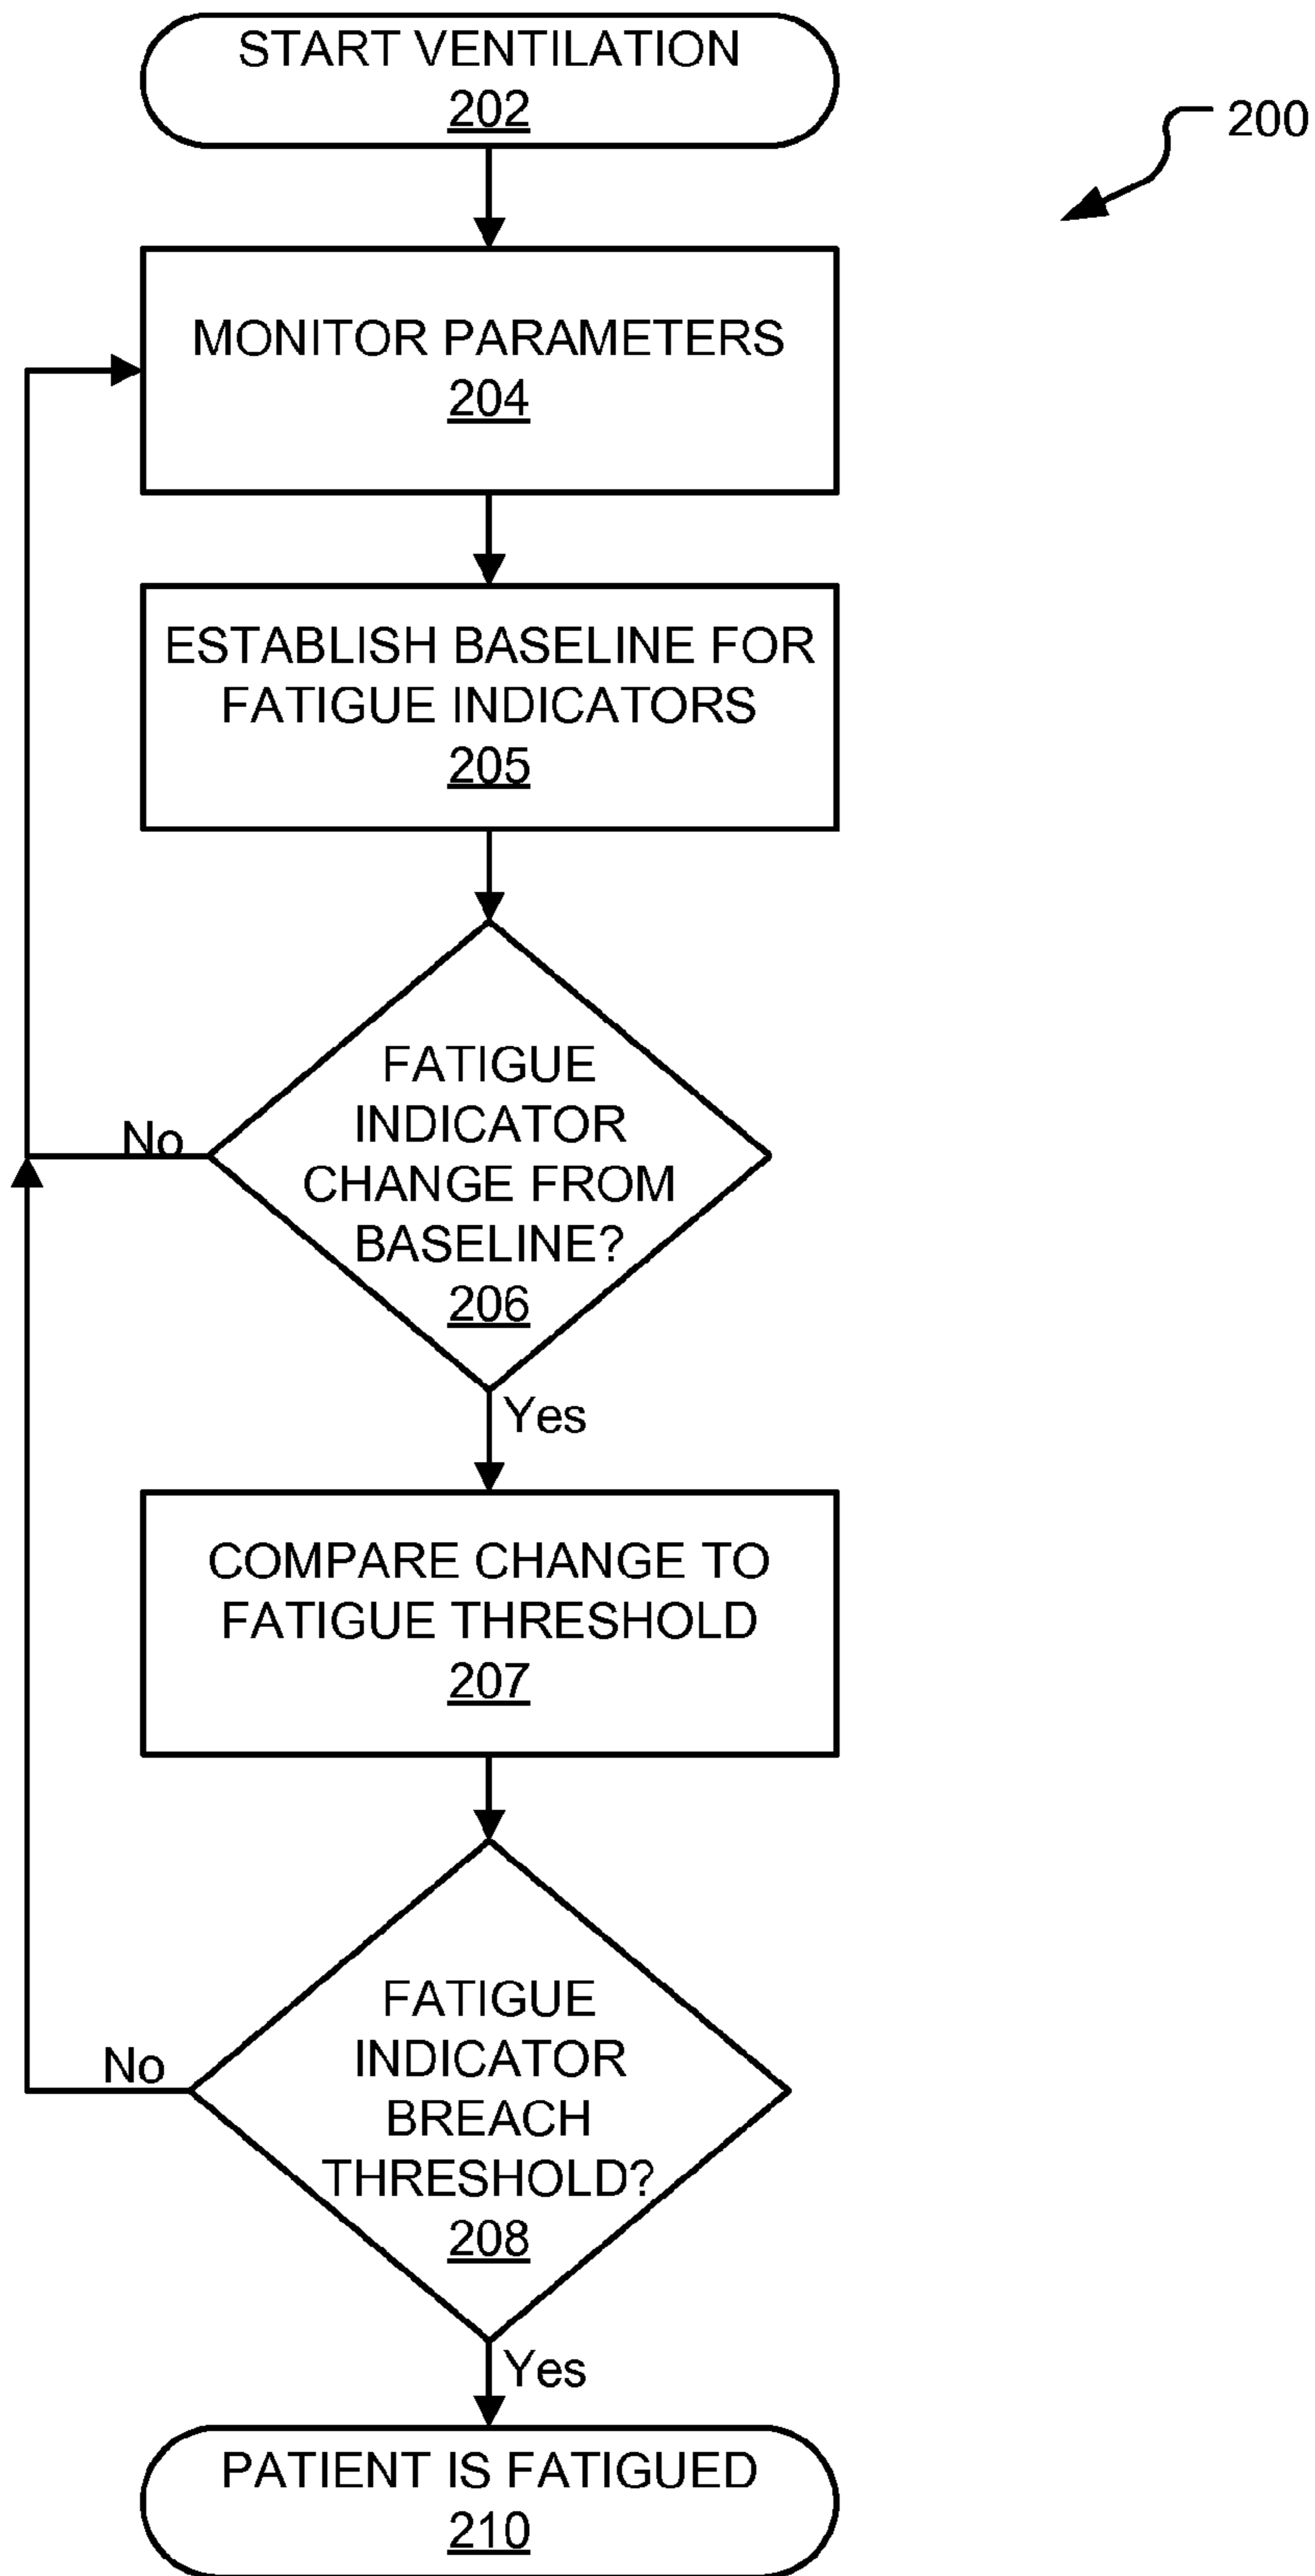 START VENTILATION
202
200
MONITOR PARAMETERS
204
ESTABLISH BASELINE FOR
FATIGUE INDICATORS
205
FATIGUE
INDICATOR
CHANGE FROM
BASELINE?
206
No
Yes
COMPARE CHANGE TO
FATIGUE THRESHOLD
207
FATIGUE
INDICATOR
BREACH
THRESHOLD?
208
No
Yes
PATIENT IS FATIGUED
210